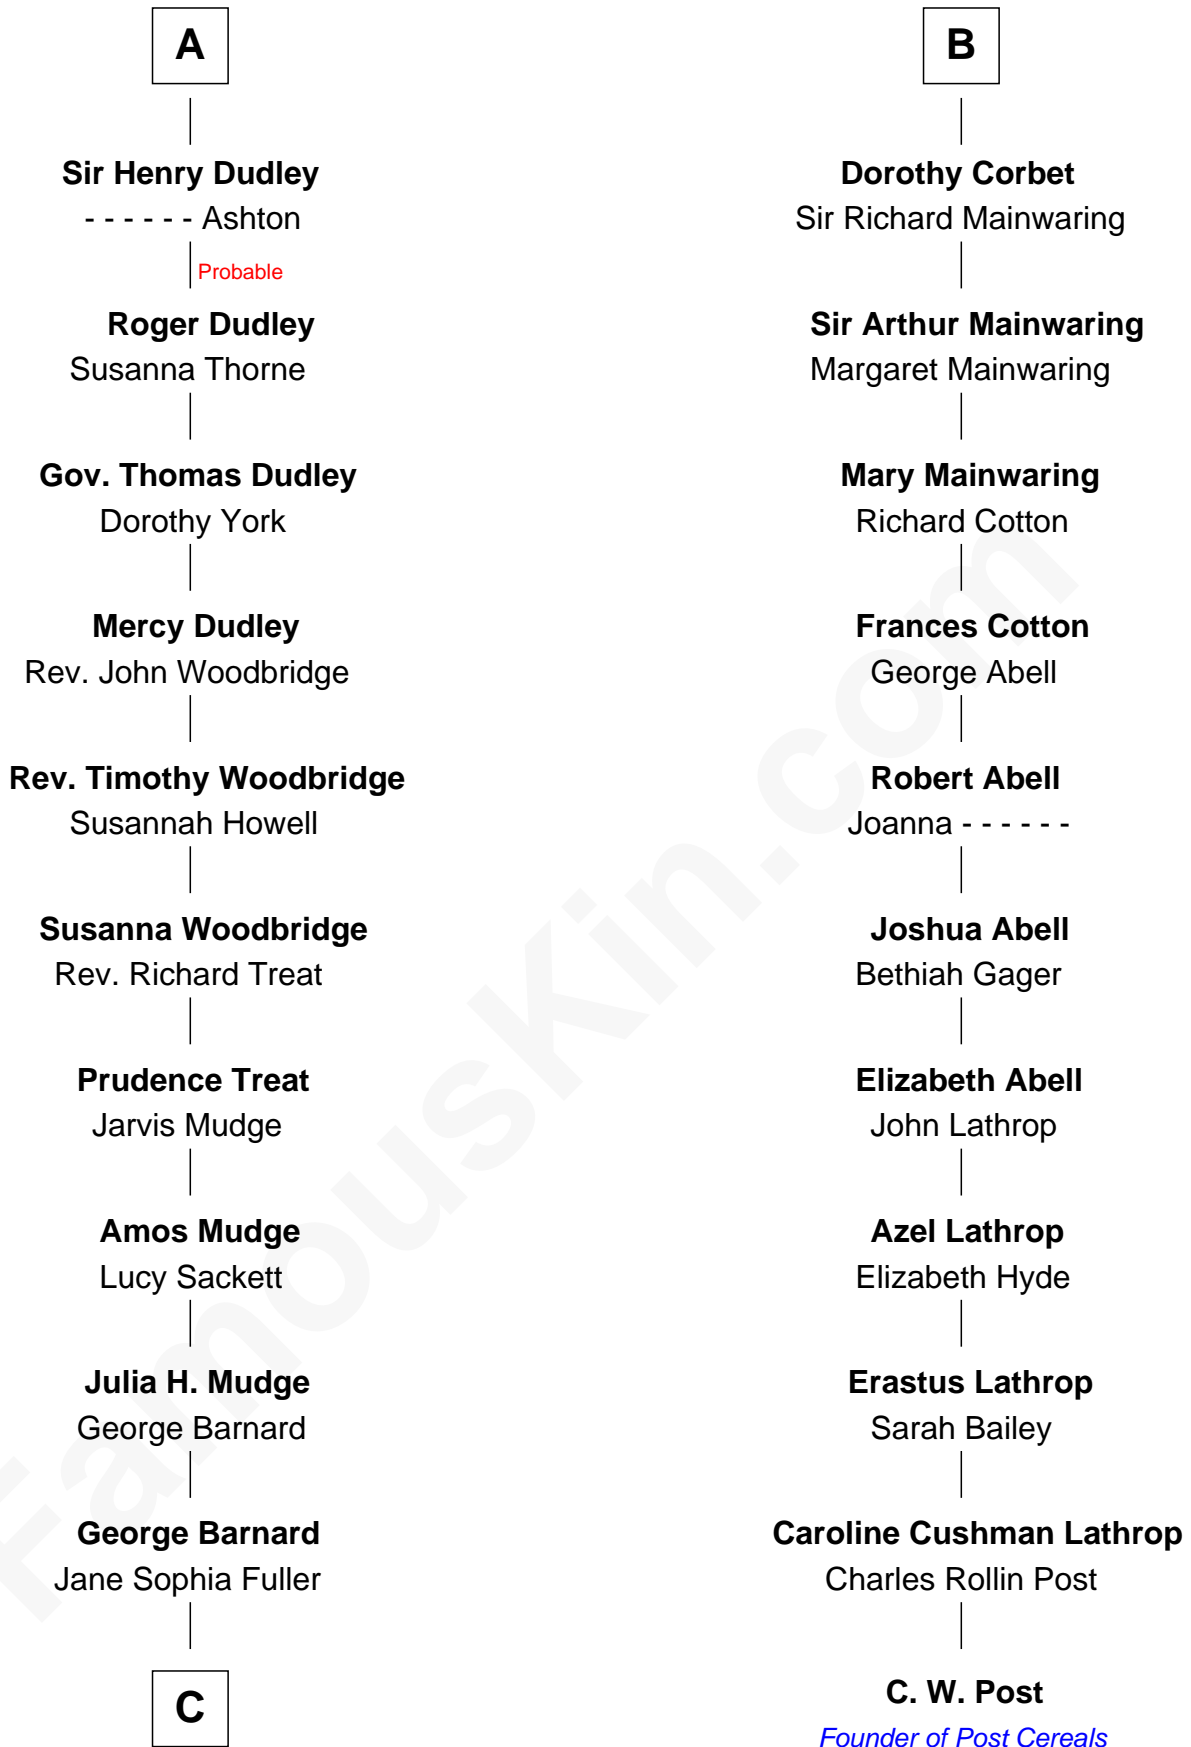 A
Sir Henry Dudley
- - - - - - Ashton
Probable
Roger Dudley
Susanna Thorne
Gov. Thomas Dudley
Dorothy York
Mercy Dudley
Rev. John Woodbridge
Rev. Timothy Woodbridge
Susannah Howell
Susanna Woodbridge
Rev. Richard Treat
Prudence Treat
Jarvis Mudge
Amos Mudge
Lucy Sackett
Julia H. Mudge
George Barnard
George Barnard
Jane Sophia Fuller
C
B
Dorothy Corbet
Sir Richard Mainwaring
Sir Arthur Mainwaring
Margaret Mainwaring
Mary Mainwaring
Richard Cotton
Frances Cotton
George Abell
Robert Abell
Joanna - - - - - -
Joshua Abell
Bethiah Gager
Elizabeth Abell
John Lathrop
Azel Lathrop
Elizabeth Hyde
Erastus Lathrop
Sarah Bailey
Caroline Cushman Lathrop
Charles Rollin Post
C. W. Post
Founder of Post Cereals
FamousKin.com